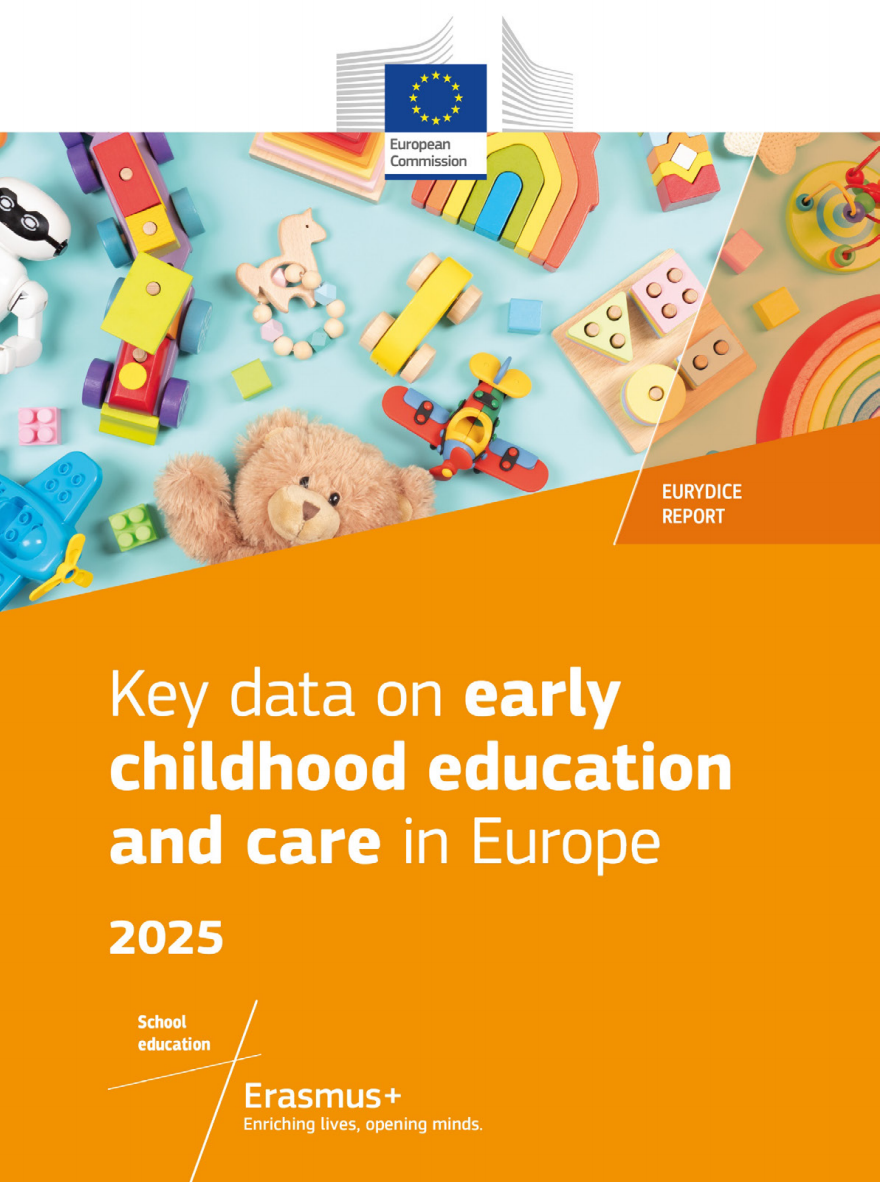 European
Commission
EURYDICE
REPORT
Key data on early
childhood education
and care in Europe
2025
School
education
Erasmus+
Enriching lives, opening minds.